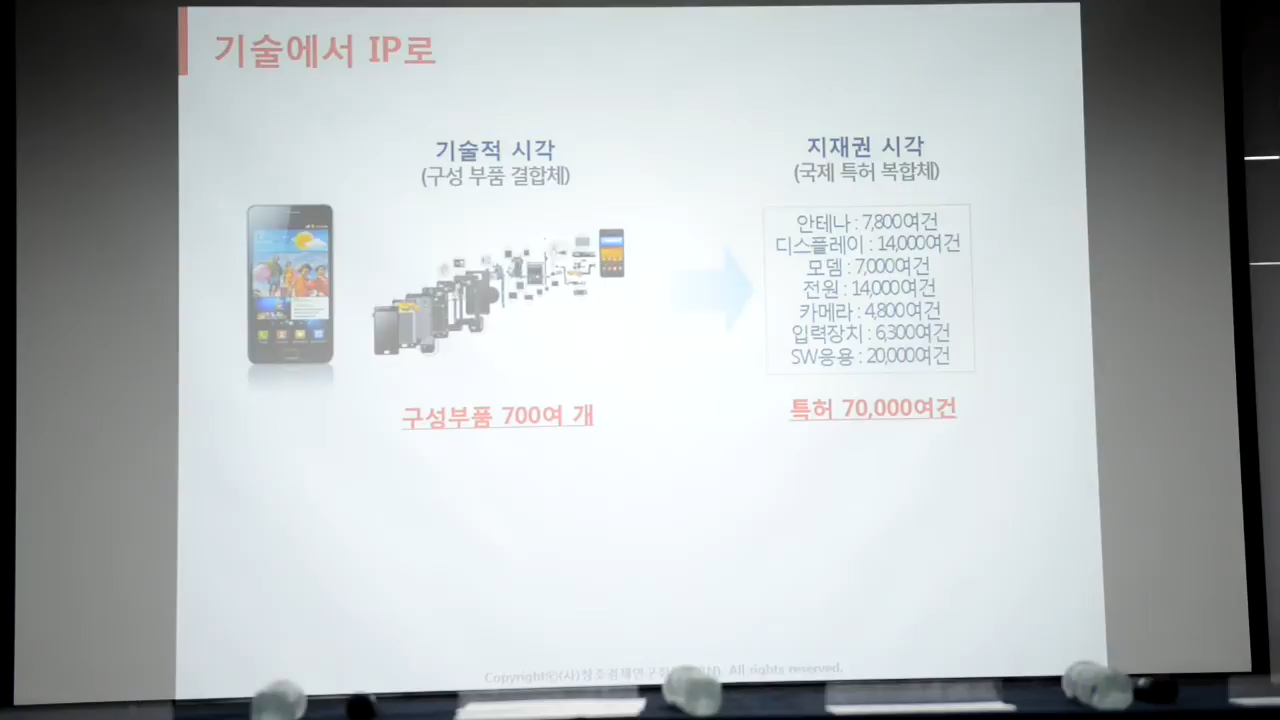 기술에서 IP로
기술적 시각
(구성 부품 결합체)
구성부품 700여 개
지재권 시각
(국제 특허 복합체)
안테나 : 7,800여건
디스플레이 : 14,000여건
모뎀 : 7,000여건
전원 : 14,000여건
카메라 : 4,800여건
입력장치 : 6,300여건
SW응용 : 20,000여건
특허 70,000여건
All rights reserved.